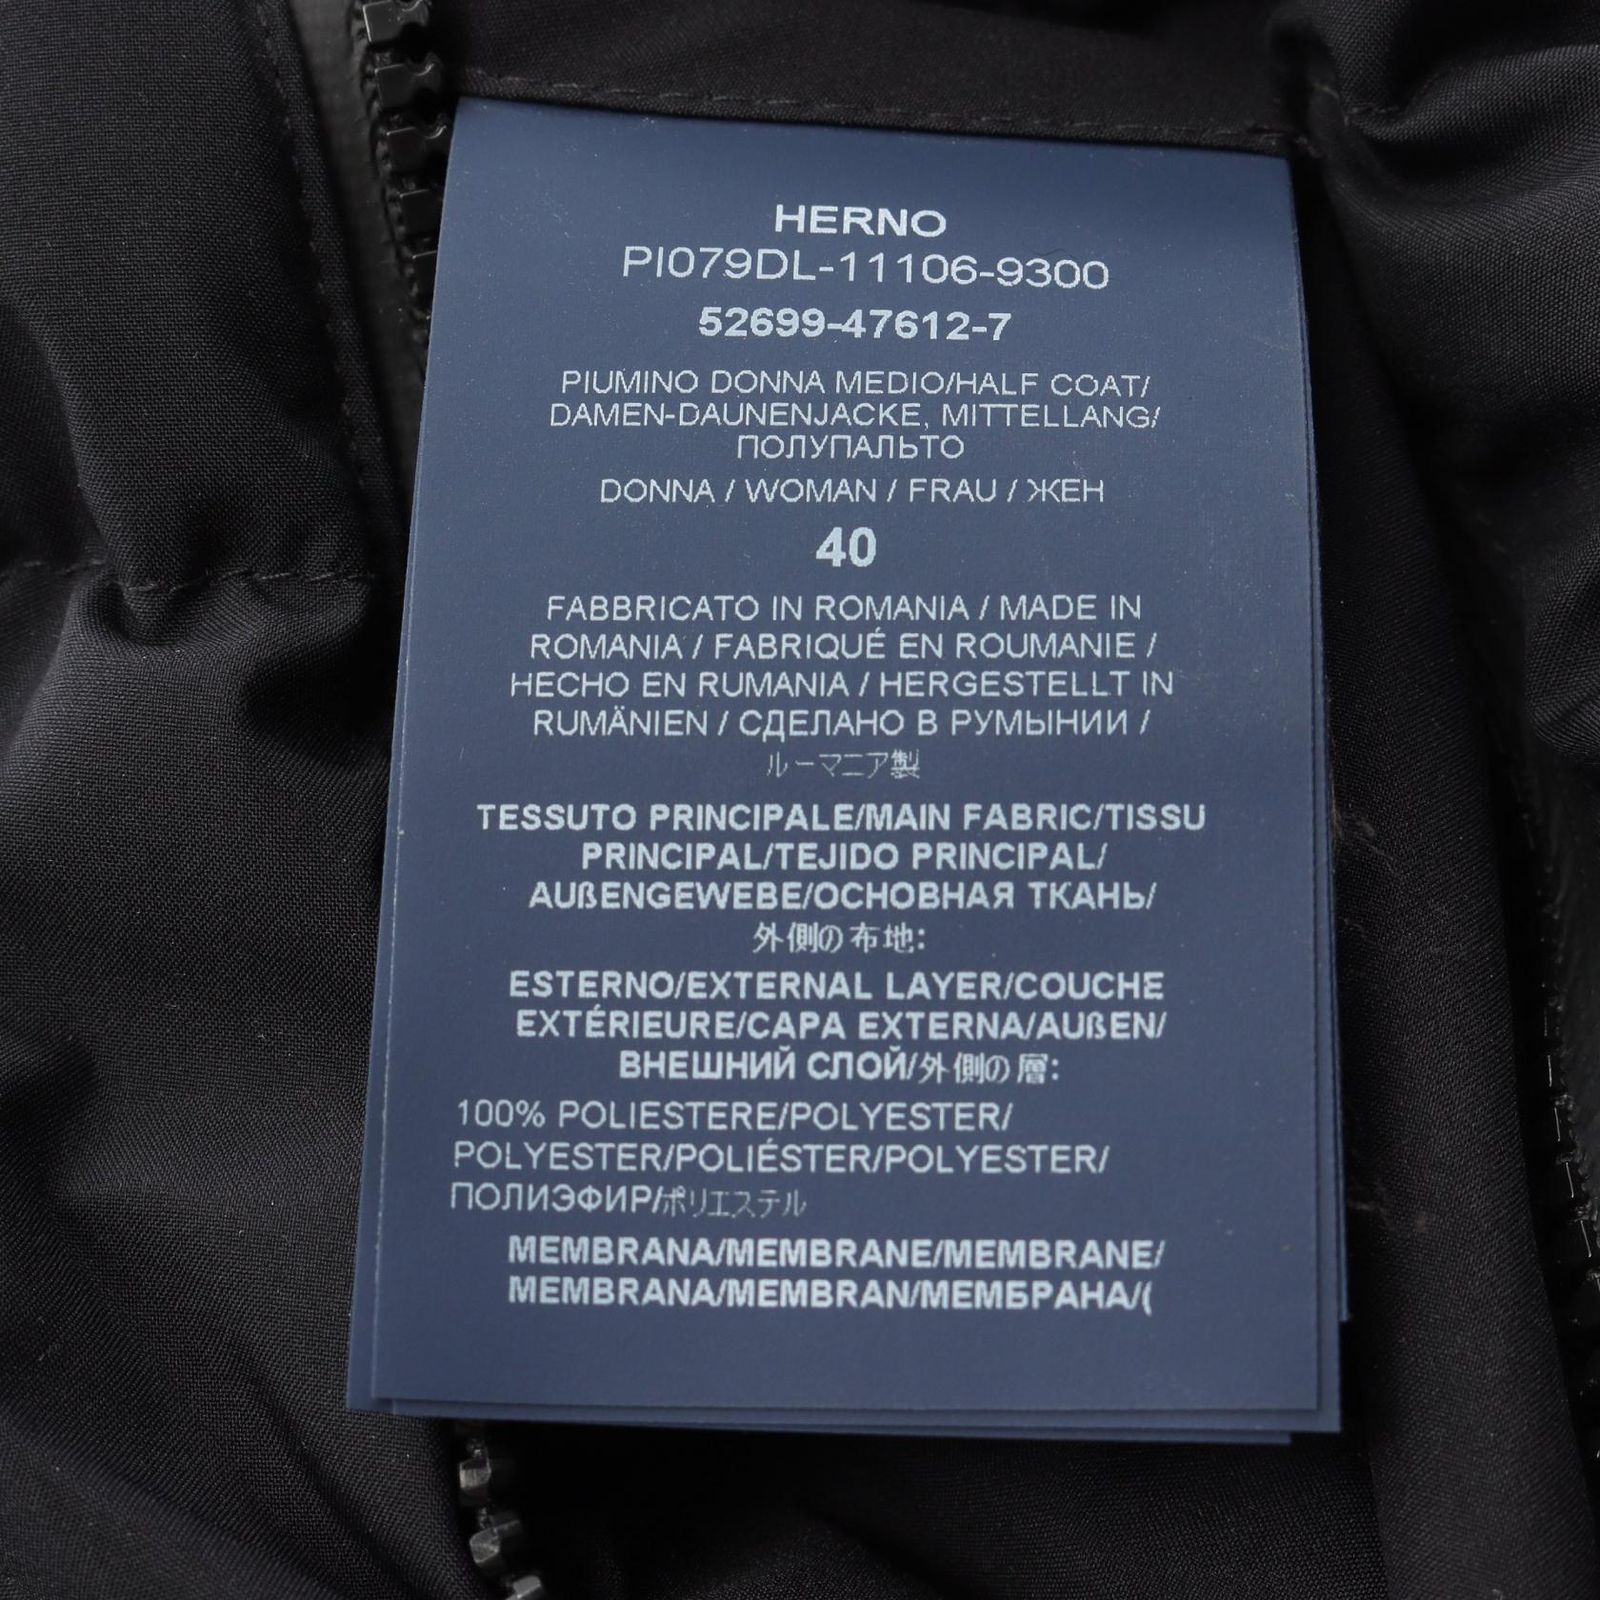 HERNO
PI079DL-11106-9300
52699-47612-7
PIUMINO DONNA MEDIO/HALF COAT/
DAMEN-DAUNENJACKE, MITTELLANG/
ПОЛУПАЛЬТО
DONNA / WOMAN / FRAU / ЖЕН
40
FABBRICATO IN ROMANIA / MADE IN
ROMANIA / FABRIQUÉ EN ROUMANIE /
HECHO EN RUMANIA / HERGESTELLT IN
RUMÄNIEN / СДЕЛАНО В РУМЫНИИ /
ルーマニア製
TESSUTO PRINCIPALE/MAIN FABRIC/TISSU
PRINCIPAL/TEJIDO PRINCIPAL/
AUßENGEWEBE/ОСНОВНАЯ ТКАНЬ/
外側の布地:
ESTERNO/EXTERNAL LAYER/COUCHE
EXTÉRIEURE/CAPA EXTERNA/AUßEN/
ВНЕШНИЙ СЛОЙ/外側の層:
100% POLIESTERE/POLYESTER/
POLYESTER/POLIÉSTER/POLYESTER/
ПОЛИЭФИР/ポリエステル
MEMBRANA/MEMBRANE/MEMBRANE/
MEMBRANA/MEMBRAN/МЕМБРАНА/(